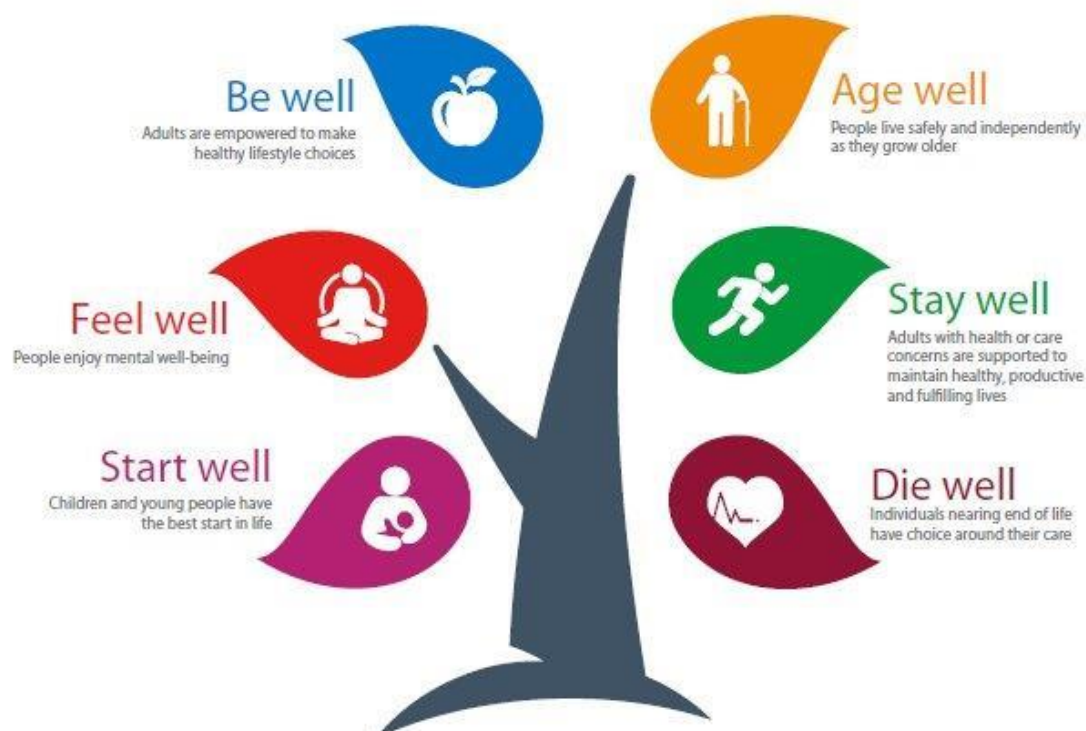 Be well
Adults are empowered to make
healthy lifestyle choices
Age well
People live safely and independently
as they grow older
Feel well
People enjoy mental well-being
Stay well
Adults with health or care
concerns are supported to
maintain healthy, productive
and fulfilling lives
Start well
Children and young people have
the best start in life
Die well
Individuals nearing end of life
have choice around their care